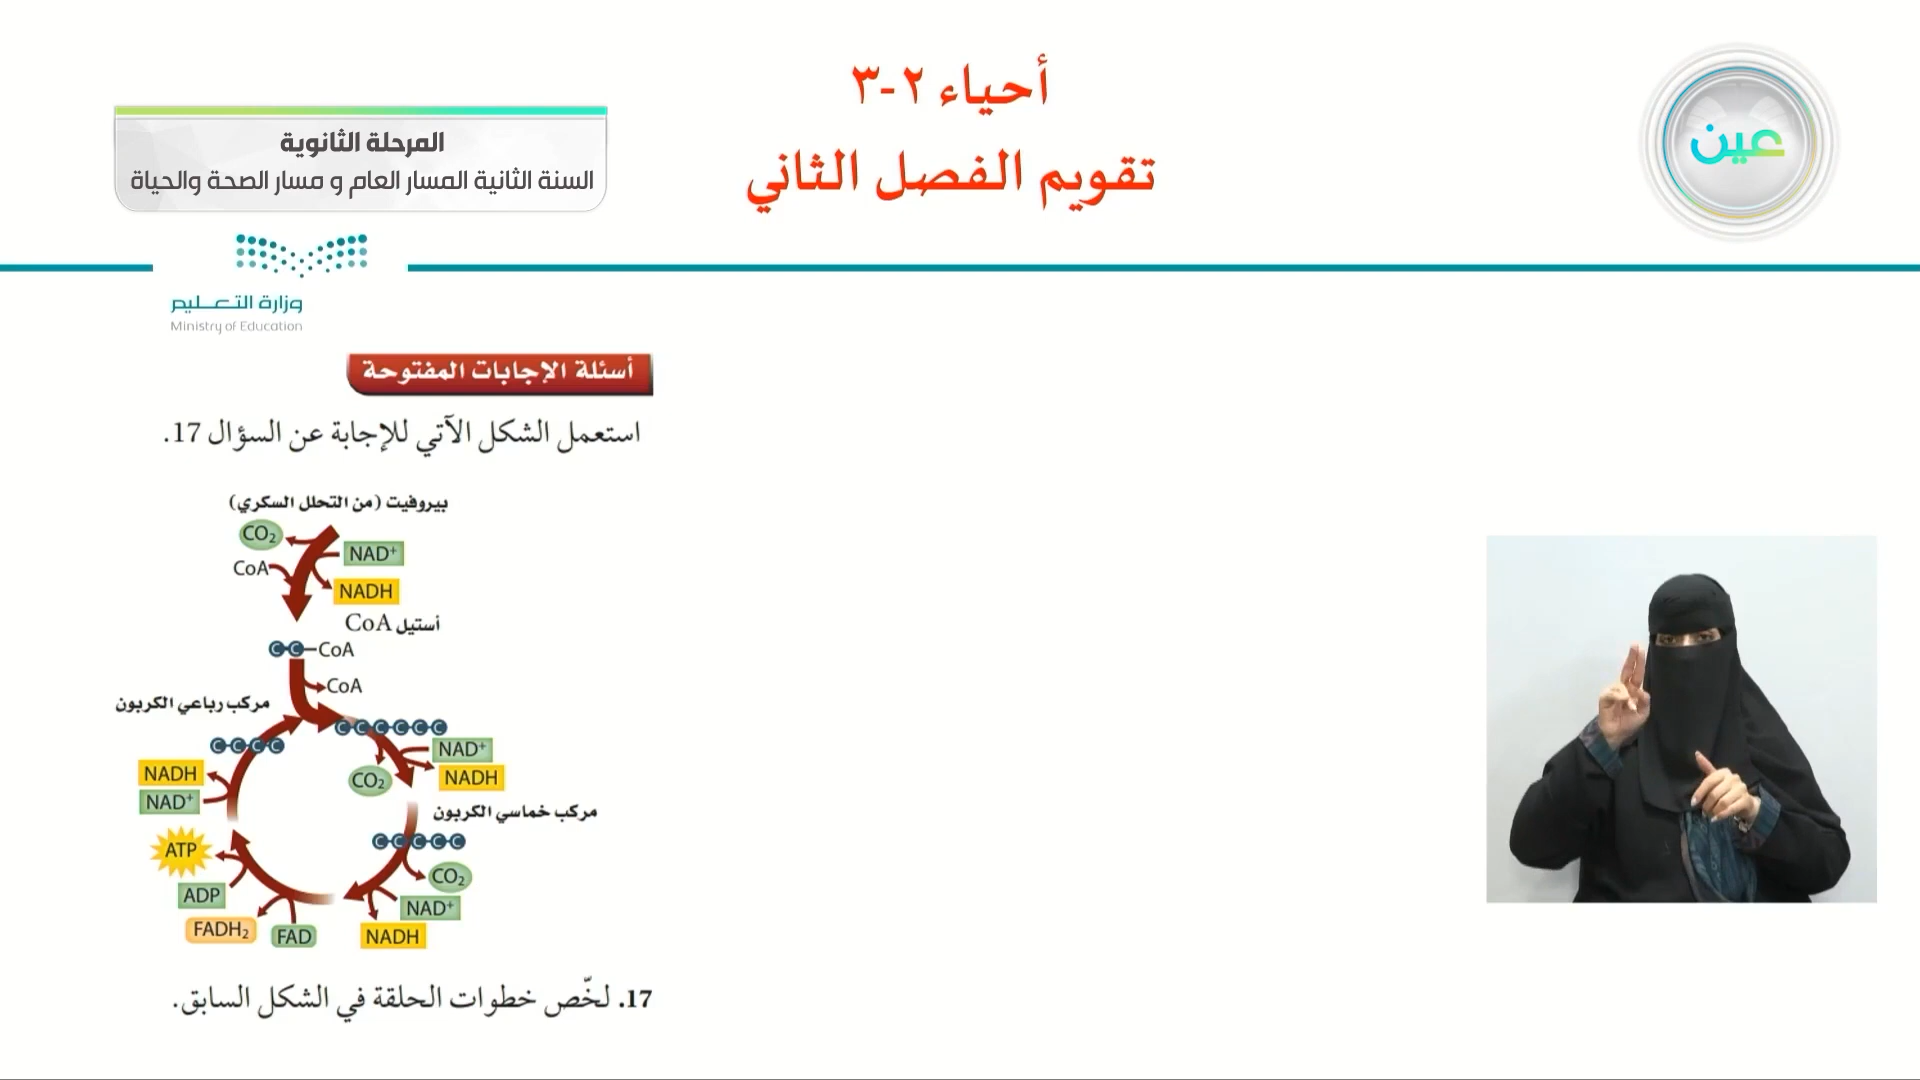 أحياء ٢-٣
تقويم الفصل الثاني
عين
المرحلة الثانوية
السنة الثانية المسار العام و مسار الصحة والحياة
وزارة التعليم
Ministry of Education
أسئلة الإجابات المفتوحة
استعمل الشكل الآتي للإجابة عن السؤال 17.
بيروفيت (من التحلل السكري)
CO₂
NAD⁺
CoA
NADH
أستيل CoA
C C CoA
CoA
مركب رباعي الكربون
C C C C C C
C C C C
NAD⁺
NADH
CO₂
NADH
NAD⁺
مركب خماسي الكربون
C C C C C
ATP
CO₂
ADP
NAD⁺
FADH₂
FAD
NADH
17. لخّص خطوات الحلقة في الشكل السابق.